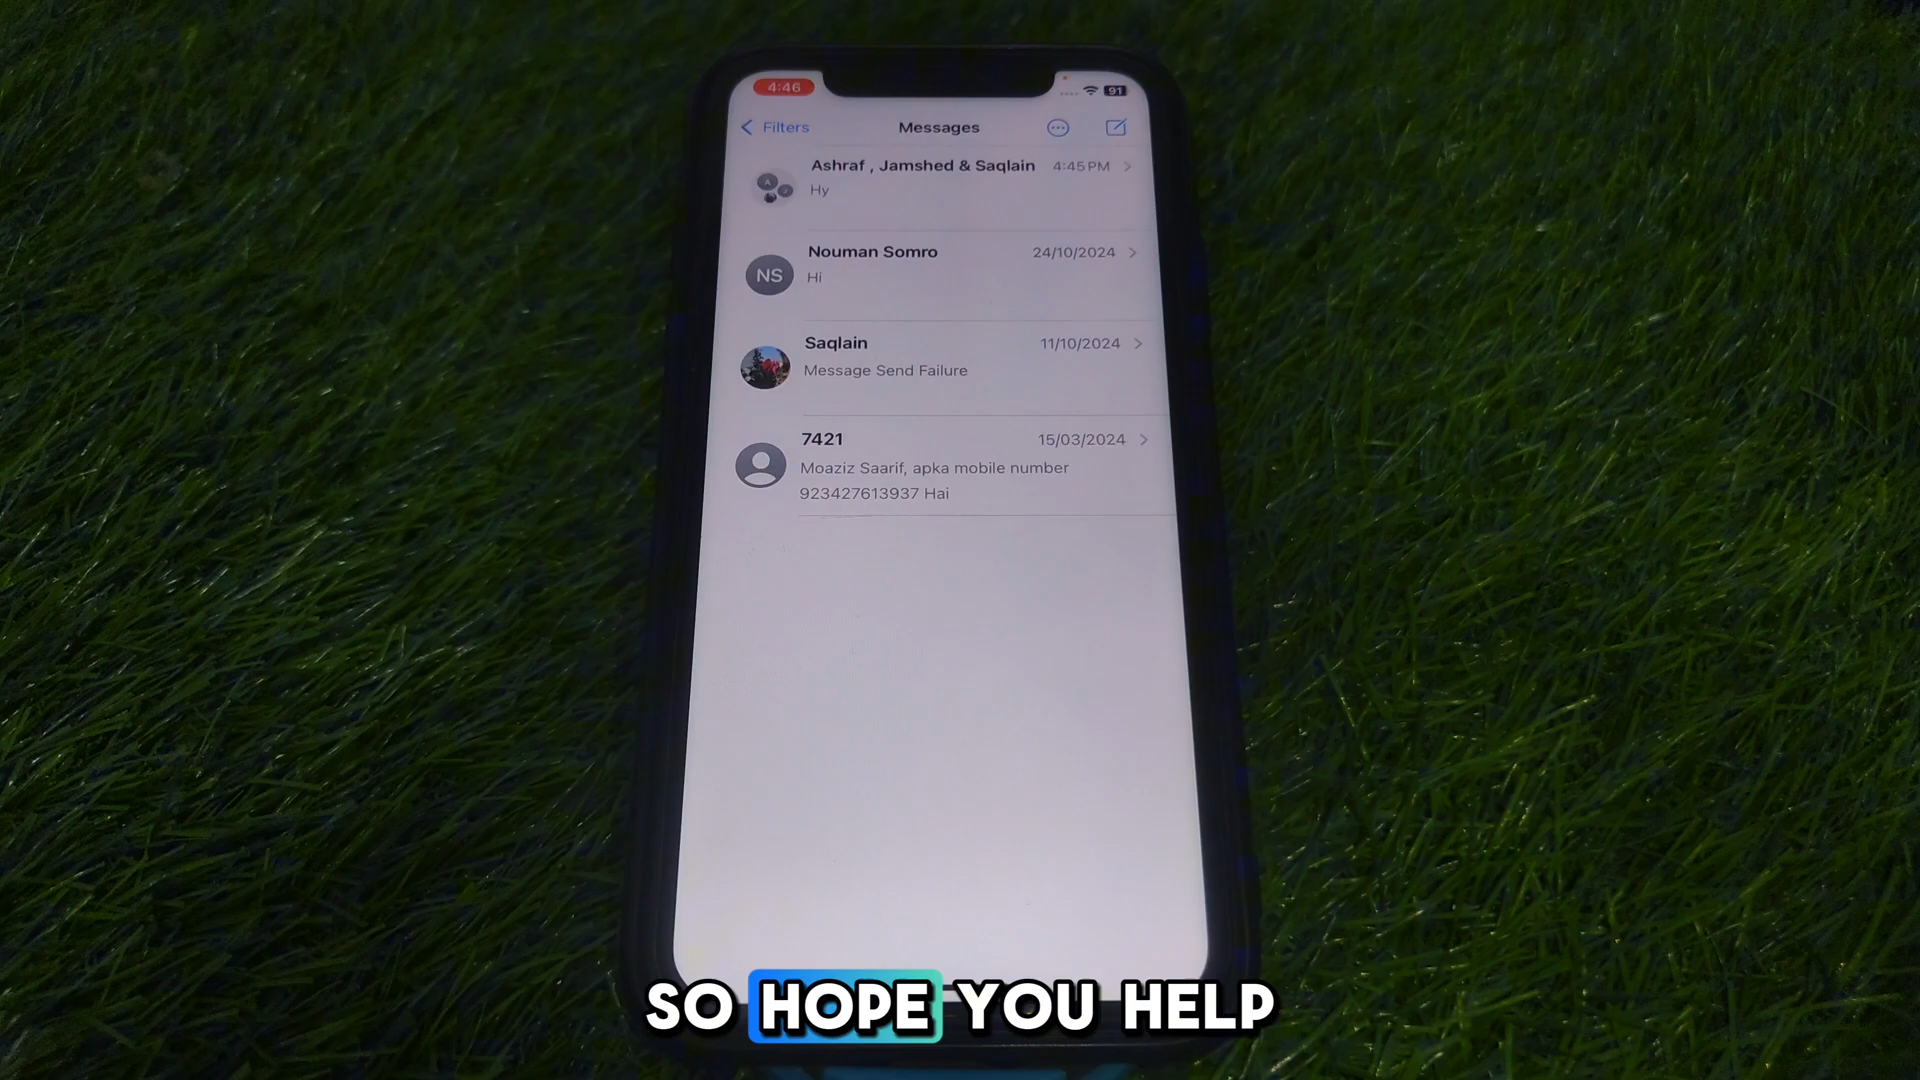 4:46
91
Filters
Messages
Ashraf , Jamshed & Saqlain
4:45 PM
Hy
Nouman Somro
24/10/2024
NS
Hi
Saqlain
11/10/2024
Message Send Failure
7421
15/03/2024
Moaziz Saarif, apka mobile number
923427613937 Hai
SO HOPE YOU HELP